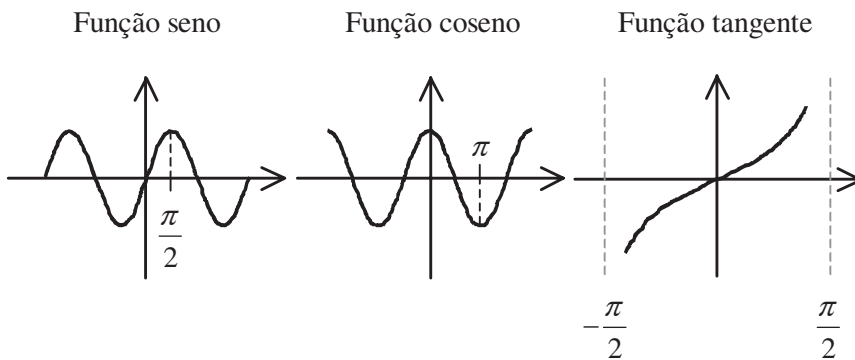 Função seno
Função coseno
Função tangente
π/2
π
-π/2
π/2